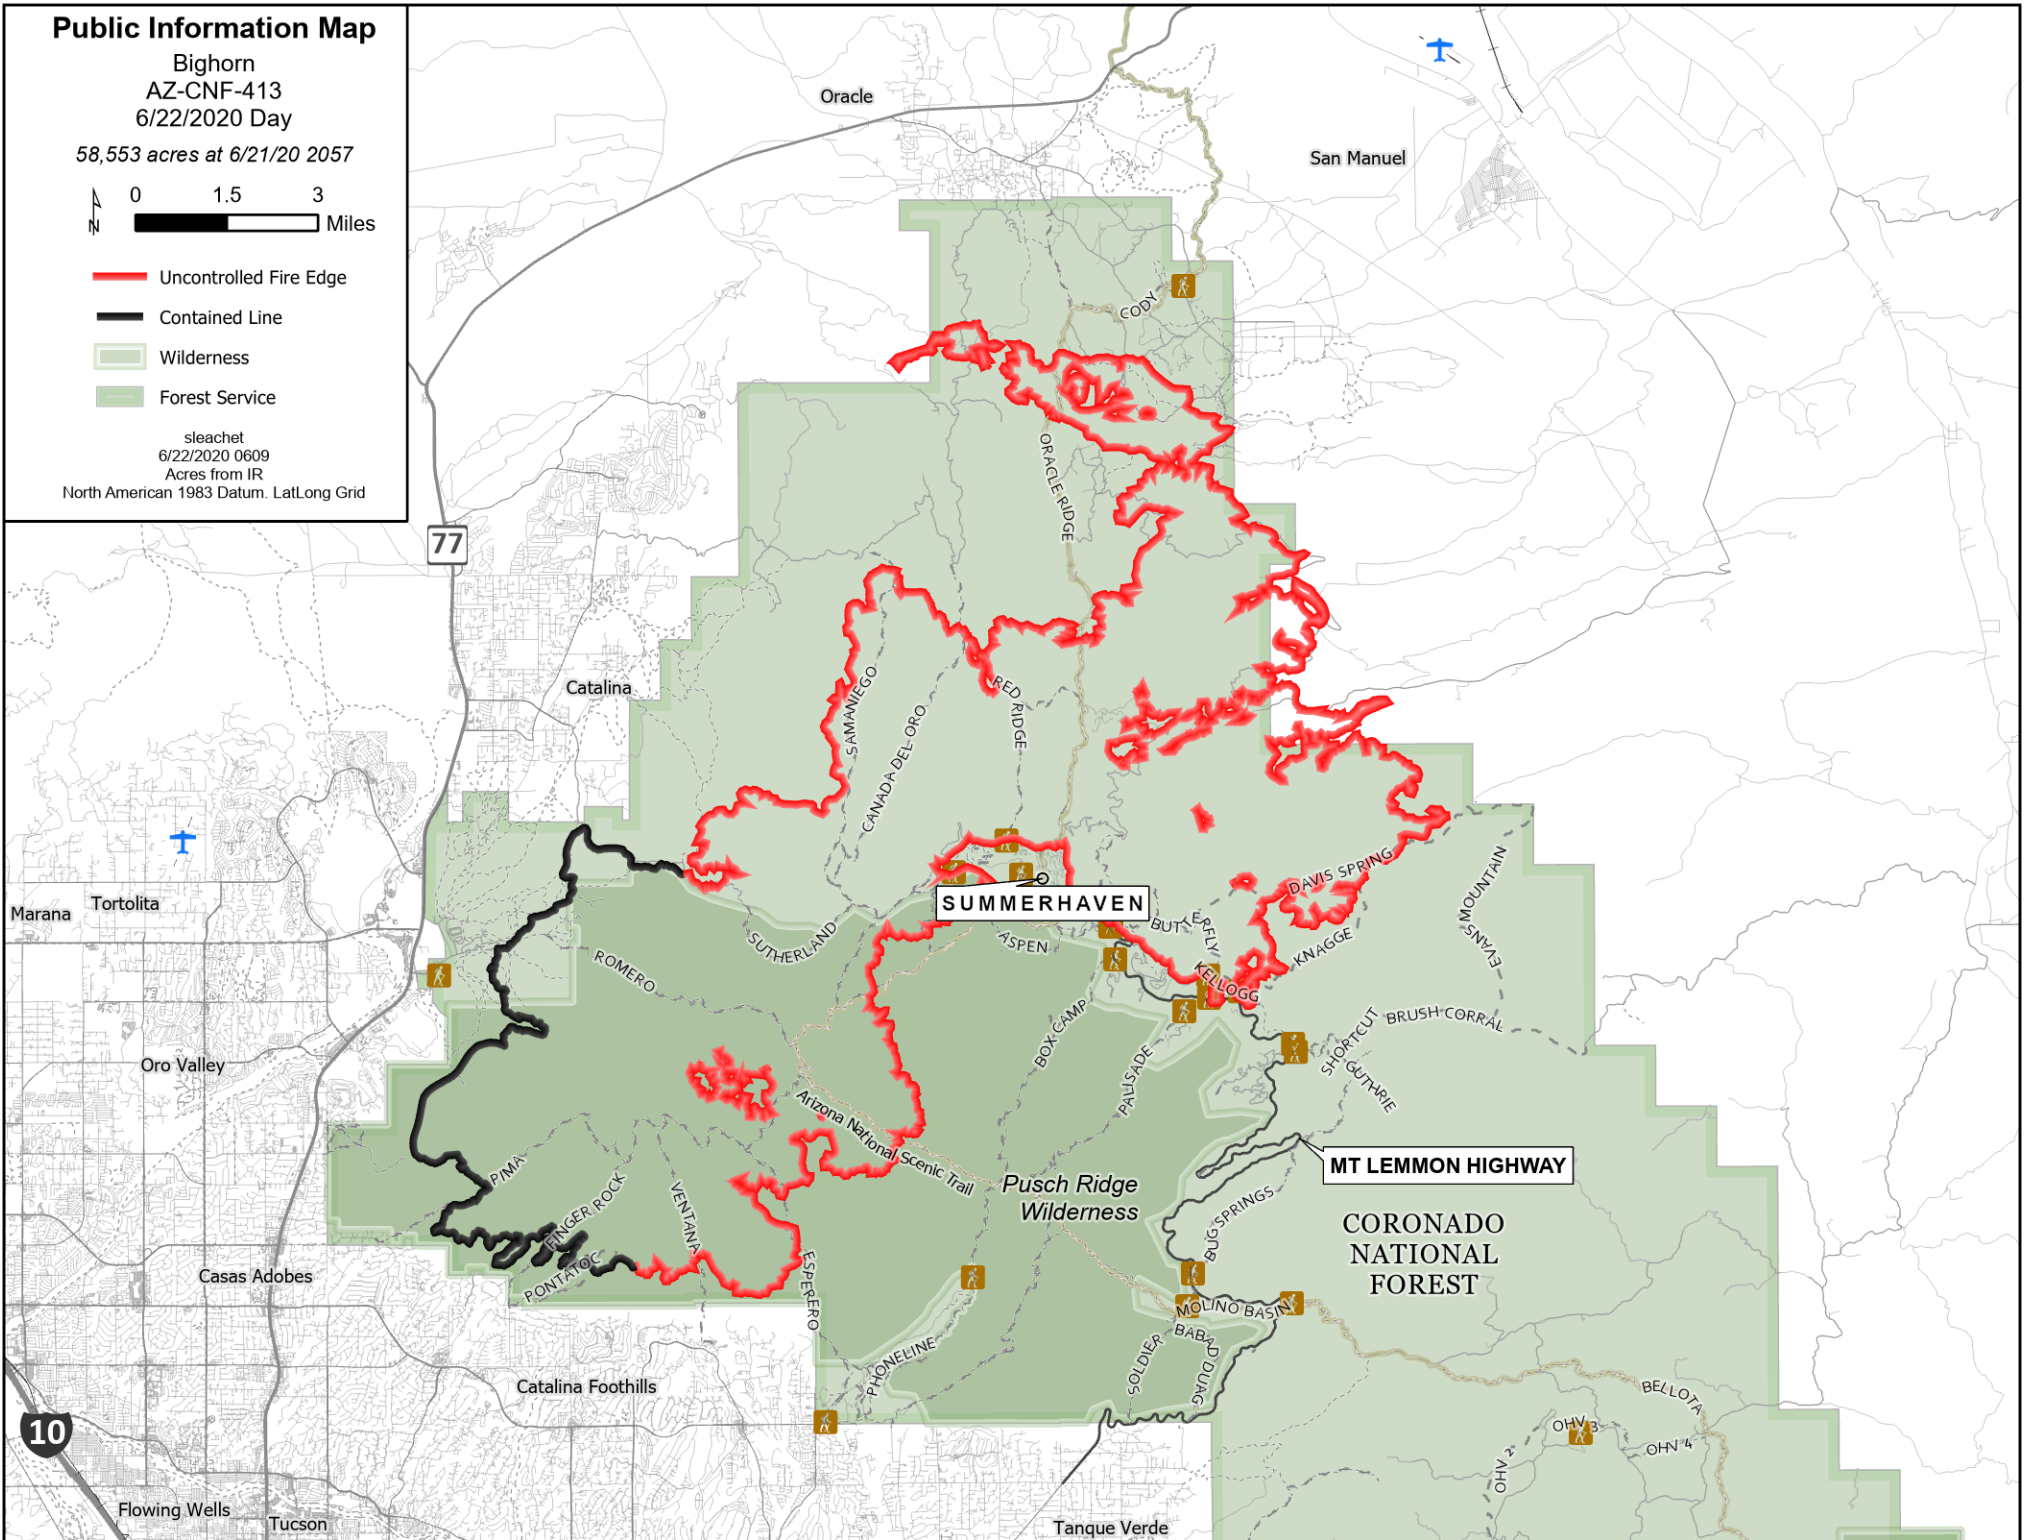 Public Information Map
Bighorn
AZ-CNF-413
6/22/2020 Day
58,553 acres at 6/21/20 2057
0 1.5 3
Miles
N
Uncontrolled Fire Edge
Contained Line
Wilderness
Forest Service
sleachet
6/22/2020 0609
Acres from IR
North American 1983 Datum. LatLong Grid
Oracle
San Manuel
CODY
ORACLE RIDGE
77
Catalina
SAMANIEGO
CANADA DEL ORO
RED RIDGE
Marana
Tortolita
SUMMERHAVEN
DAVIS SPRING
EVANS MOUNTAIN
SUTHERLAND
ASPEN
BUTTERFLY
KNAGGE
ROMERO
KELLOGG
BOX CAMP
PALISADE
SHORTCUT
BRUSH CORRAL
GUTHRIE
Oro Valley
Arizona National Scenic Trail
PIMA
FINGER ROCK
VENTANA
Pusch Ridge
Wilderness
MT LEMMON HIGHWAY
BUG SPRINGS
CORONADO
NATIONAL
FOREST
Casas Adobes
PONTATOC
ESPERERO
MOLINO BASIN
BABAD DUAG
SOLDIER
PHONELINE
Catalina Foothills
BELLOTA
10
OHV 3
OHV 4
OHV 2
Flowing Wells
Tucson
Tanque Verde